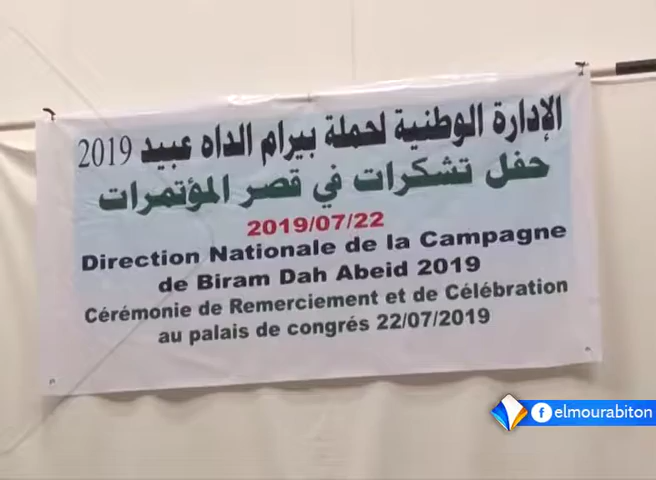 الإدارة الوطنية لحملة بيرام الداه عبيد 2019
حفل تشكرات في قصر المؤتمرات
2019/07/22
Direction Nationale de la Campagne
de Biram Dah Abeid 2019
Cérémonie de Remerciement et de Célébration
au palais de congrés 22/07/2019
elmourabiton